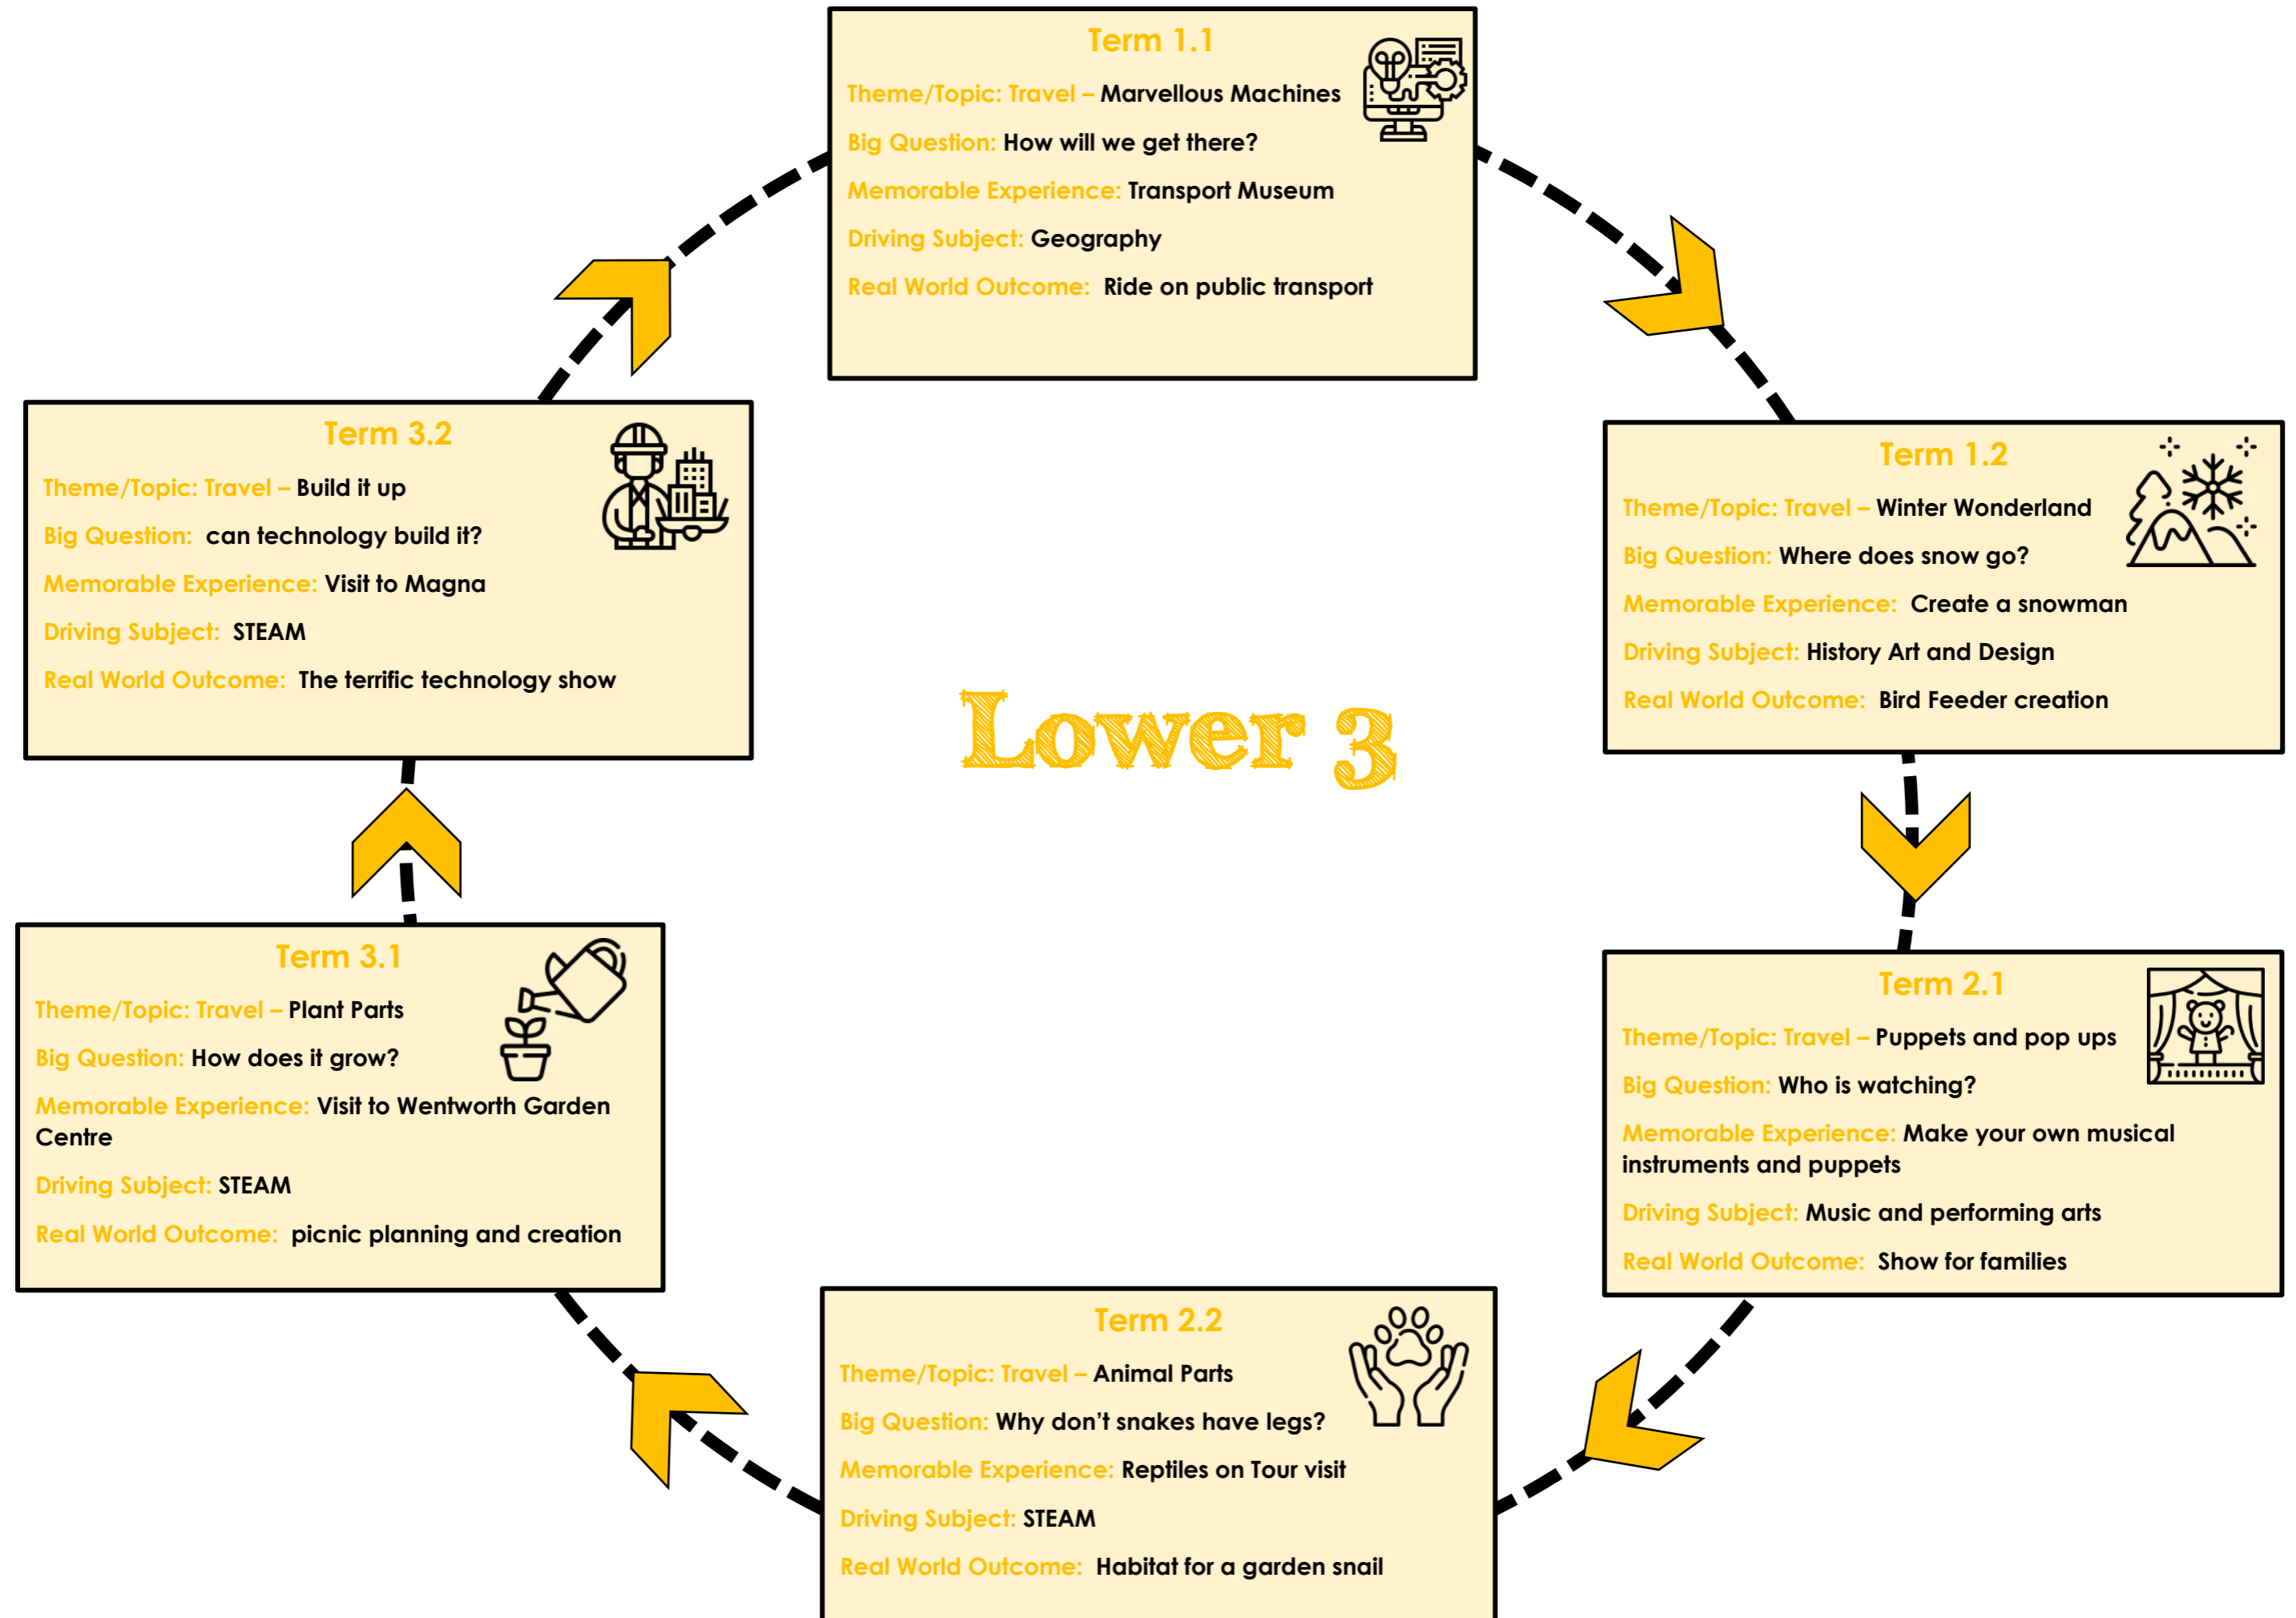 Term 1.1
Theme/Topic: Travel – Marvellous Machines
Big Question: How will we get there?
Memorable Experience: Transport Museum
Driving Subject: Geography
Real World Outcome: Ride on public transport
Term 1.2
Theme/Topic: Travel – Winter Wonderland
Big Question: Where does snow go?
Memorable Experience: Create a snowman
Driving Subject: History Art and Design
Real World Outcome: Bird Feeder creation
Term 2.1
Theme/Topic: Travel – Puppets and pop ups
Big Question: Who is watching?
Memorable Experience: Make your own musical
instruments and puppets
Driving Subject: Music and performing arts
Real World Outcome: Show for families
Term 2.2
Theme/Topic: Travel – Animal Parts
Big Question: Why don't snakes have legs?
Memorable Experience: Reptiles on Tour visit
Driving Subject: STEAM
Real World Outcome: Habitat for a garden snail
Term 3.1
Theme/Topic: Travel – Plant Parts
Big Question: How does it grow?
Memorable Experience: Visit to Wentworth Garden
Centre
Driving Subject: STEAM
Real World Outcome: picnic planning and creation
Term 3.2
Theme/Topic: Travel – Build it up
Big Question: can technology build it?
Memorable Experience: Visit to Magna
Driving Subject: STEAM
Real World Outcome: The terrific technology show
Lower 3